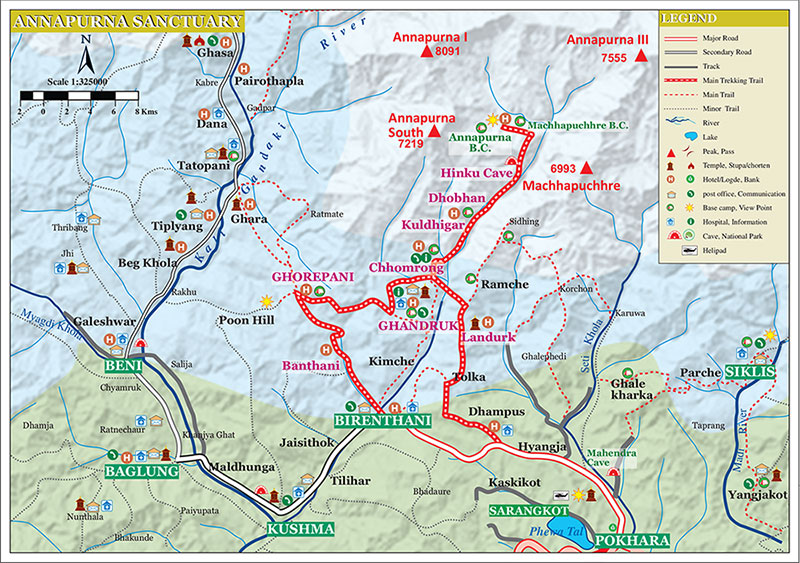 ANNAPURNA SANCTUARY
N
Scale 1:325000
2 0 2 4 6 8 Kms
Ghasa
Kabre
Pairothapla
Gadpar
Dana
Tatopani
Kali Gandaki
River
Annapurna I
8091
Annapurna III
7555
Annapurna
South
7219
Annapurna
B.C.
Machhapuchhre B.C.
Hinku Cave
6993
Machhapuchhre
Dhobhan
Kuldhigar
Sidhing
Ghara
Ratmate
Thribang
Tiplyang
Jhi
Beg Khola
Rakhu
Chhomrong
GHOREPANI
Ramche
Korchon
Karuwa
Myagdi Khola
Galeshwar
Poon Hill
GHANDRUK
Landurk
Seti Khola
BENI
Salija
Banthani
Kimche
Ghalephedi
Chyamruk
Tolka
Ghale
kharka
Parche
SIKLIS
Dhamja
Ratnechaur
Khaniya Ghat
BIRENTHANI
Dhampus
Taprang
Jaisithok
Hyangja
Mahendra
Cave
Madi River
BAGLUNG
Maldhunga
Tilihar
Kaskikot
Bhadaure
Yangjakot
Nunthala
Paiyupata
SARANGKOT
Bhakunde
KUSHMA
Phewa Tal
POKHARA
LEGEND
Major Road
Secondary Road
Track
Main Trekking Trail
Main Trail
Minor Trail
River
Lake
Peak, Pass
Temple, Stupa/chorten
Hotel/Logde, Bank
post office, Communication
Base camp, View Point
Hospital, Information
Cave, National Park
Helipad